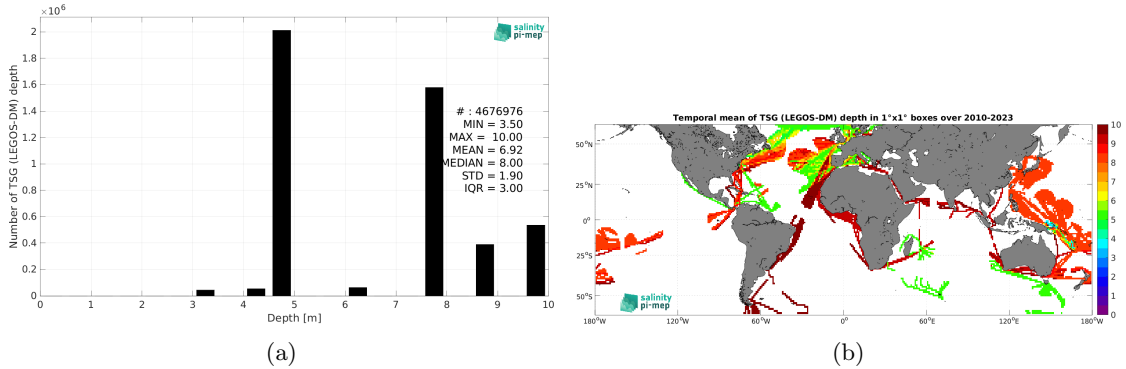 ×10⁶
2
1.8
1.6
1.4
1.2
1
0.8
0.6
0.4
0.2
0
Number of TSG (LEGOS-DM) depth
salinity
pi-mep
# : 4676976
MIN = 3.50
MAX = 10.00
MEAN = 6.92
MEDIAN = 8.00
STD = 1.90
IQR = 3.00
0 1 2 3 4 5 6 7 8 9 10
Depth [m]
(a)
Temporal mean of TSG (LEGOS-DM) depth in 1°x1° boxes over 2010-2023
50°N
25°N
0°
25°S
50°S
salinity
pi-mep
180°W 120°W 60°W 0° 60°E 120°E 180°E
10
9
8
7
6
5
4
3
2
1
0
(b)